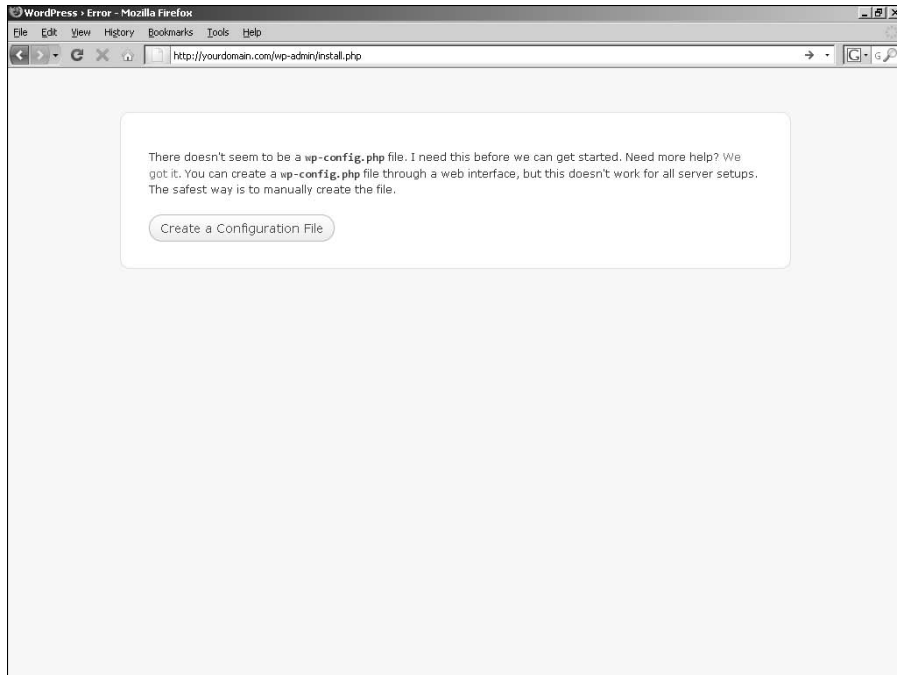 WordPress › Error - Mozilla Firefox
File Edit View History Bookmarks Tools Help
http://yourdomain.com/wp-admin/install.php
G
G
There doesn't seem to be a wp-config.php file. I need this before we can get started. Need more help? We
got it. You can create a wp-config.php file through a web interface, but this doesn't work for all server setups.
The safest way is to manually create the file.
Create a Configuration File